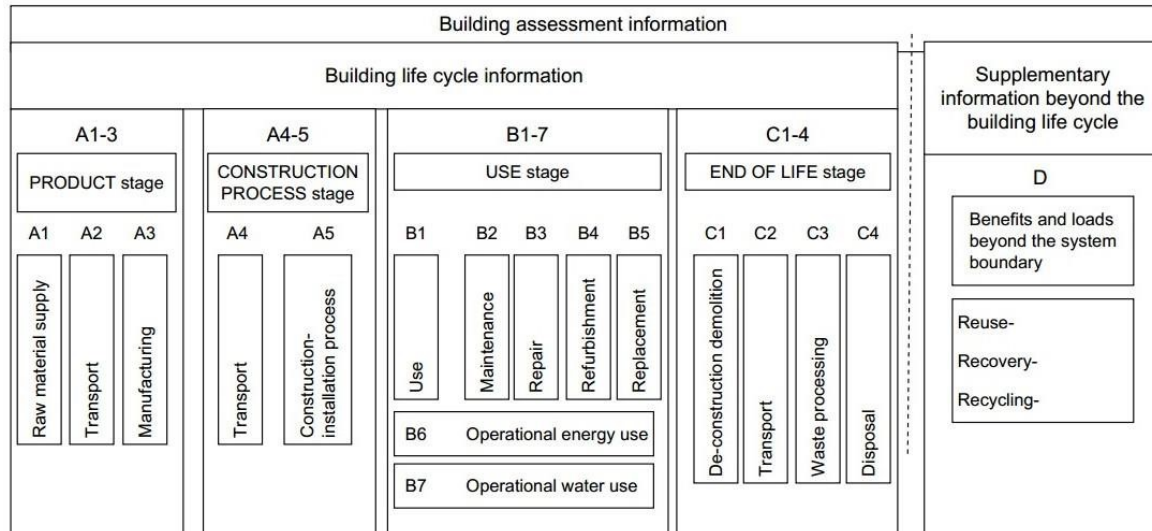 Building assessment information
Building life cycle information
Supplementary
information beyond the
building life cycle
A1-3
PRODUCT stage
A1 A2 A3
Raw material supply
Transport
Manufacturing
A4-5
CONSTRUCTION
PROCESS stage
A4 A5
Transport
Construction-
installation process
B1-7
USE stage
B1 B2 B3 B4 B5
Use
Maintenance
Repair
Refurbishment
Replacement
B6 Operational energy use
B7 Operational water use
C1-4
END OF LIFE stage
C1 C2 C3 C4
De-construction demolition
Transport
Waste processing
Disposal
D
Benefits and loads
beyond the system
boundary
Reuse-
Recovery-
Recycling-